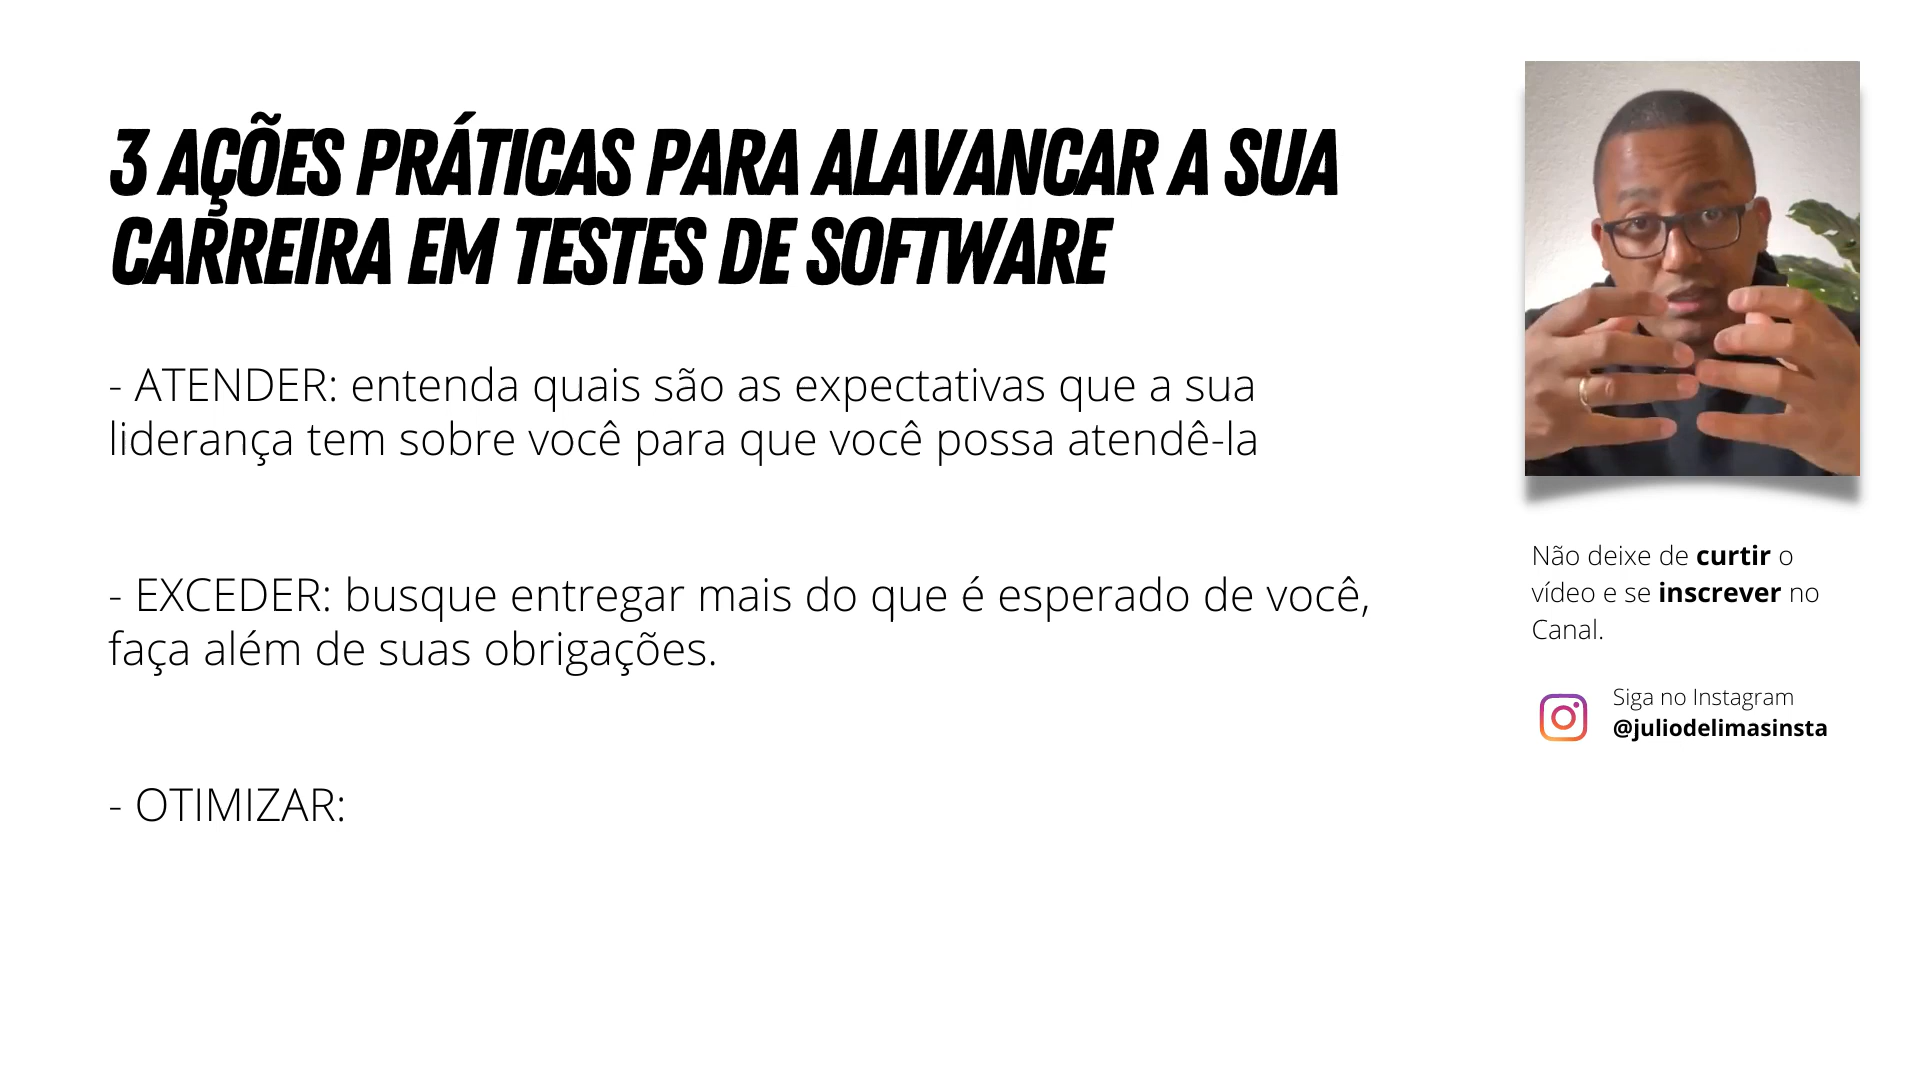 3 AÇÕES PRÁTICAS PARA ALAVANCAR A SUA
CARREIRA EM TESTES DE SOFTWARE
- ATENDER: entenda quais são as expectativas que a sua
liderança tem sobre você para que você possa atendê-la
- EXCEDER: busque entregar mais do que é esperado de você,
faça além de suas obrigações.
- OTIMIZAR:
Não deixe de curtir o
vídeo e se inscrever no
Canal.
Siga no Instagram
@juliodelimasinsta